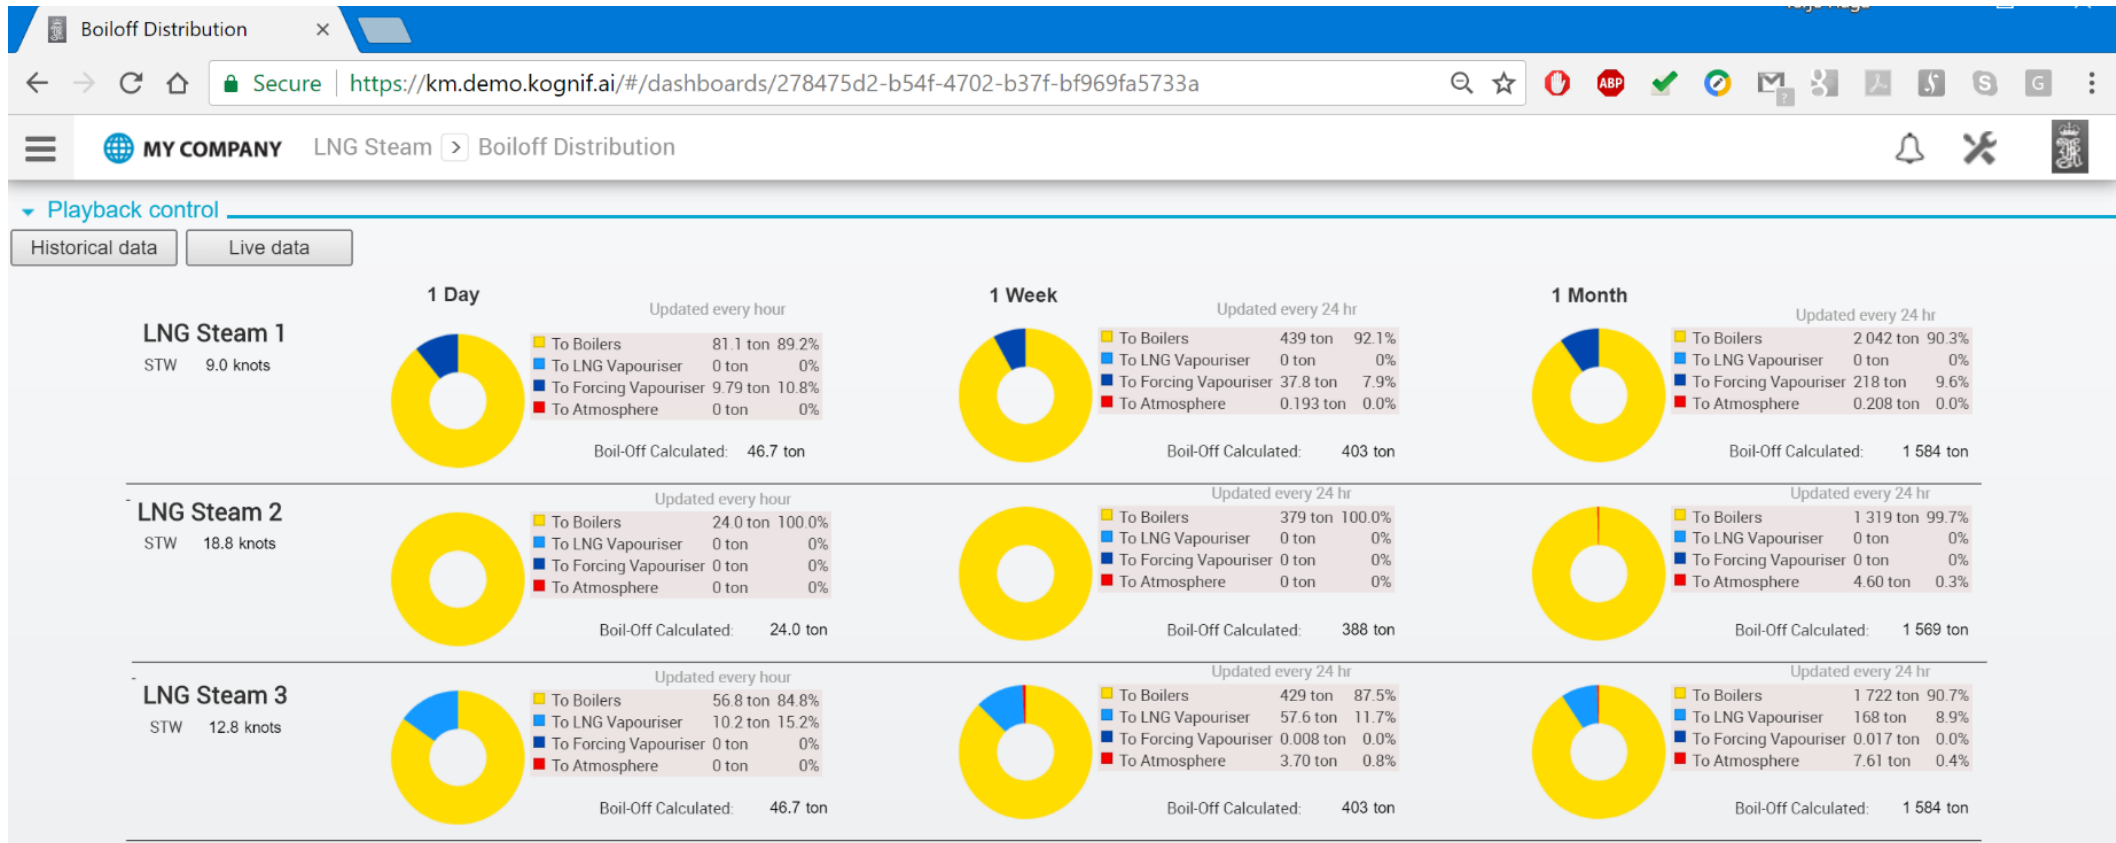 Boiloff Distribution
Secure https://km.demo.kognif.ai/#/dashboards/278475d2-b54f-4702-b37f-bf969fa5733a
ABP
MY COMPANY LNG Steam > Boiloff Distribution
Playback control
Historical data Live data
1 Day 1 Week 1 Month
LNG Steam 1
STW 9.0 knots
Updated every hour
To Boilers 81.1 ton 89.2%
To LNG Vapouriser 0 ton 0%
To Forcing Vapouriser 9.79 ton 10.8%
To Atmosphere 0 ton 0%
Boil-Off Calculated: 46.7 ton
Updated every 24 hr
To Boilers 439 ton 92.1%
To LNG Vapouriser 0 ton 0%
To Forcing Vapouriser 37.8 ton 7.9%
To Atmosphere 0.193 ton 0.0%
Boil-Off Calculated: 403 ton
Updated every 24 hr
To Boilers 2 042 ton 90.3%
To LNG Vapouriser 0 ton 0%
To Forcing Vapouriser 218 ton 9.6%
To Atmosphere 0.208 ton 0.0%
Boil-Off Calculated: 1 584 ton
LNG Steam 2
STW 18.8 knots
Updated every hour
To Boilers 24.0 ton 100.0%
To LNG Vapouriser 0 ton 0%
To Forcing Vapouriser 0 ton 0%
To Atmosphere 0 ton 0%
Boil-Off Calculated: 24.0 ton
Updated every 24 hr
To Boilers 379 ton 100.0%
To LNG Vapouriser 0 ton 0%
To Forcing Vapouriser 0 ton 0%
To Atmosphere 0 ton 0%
Boil-Off Calculated: 388 ton
Updated every 24 hr
To Boilers 1 319 ton 99.7%
To LNG Vapouriser 0 ton 0%
To Forcing Vapouriser 0 ton 0%
To Atmosphere 4.60 ton 0.3%
Boil-Off Calculated: 1 569 ton
LNG Steam 3
STW 12.8 knots
Updated every hour
To Boilers 56.8 ton 84.8%
To LNG Vapouriser 10.2 ton 15.2%
To Forcing Vapouriser 0 ton 0%
To Atmosphere 0 ton 0%
Boil-Off Calculated: 46.7 ton
Updated every 24 hr
To Boilers 429 ton 87.5%
To LNG Vapouriser 57.6 ton 11.7%
To Forcing Vapouriser 0.008 ton 0.0%
To Atmosphere 3.70 ton 0.8%
Boil-Off Calculated: 403 ton
Updated every 24 hr
To Boilers 1 722 ton 90.7%
To LNG Vapouriser 168 ton 8.9%
To Forcing Vapouriser 0.017 ton 0.0%
To Atmosphere 7.61 ton 0.4%
Boil-Off Calculated: 1 584 ton